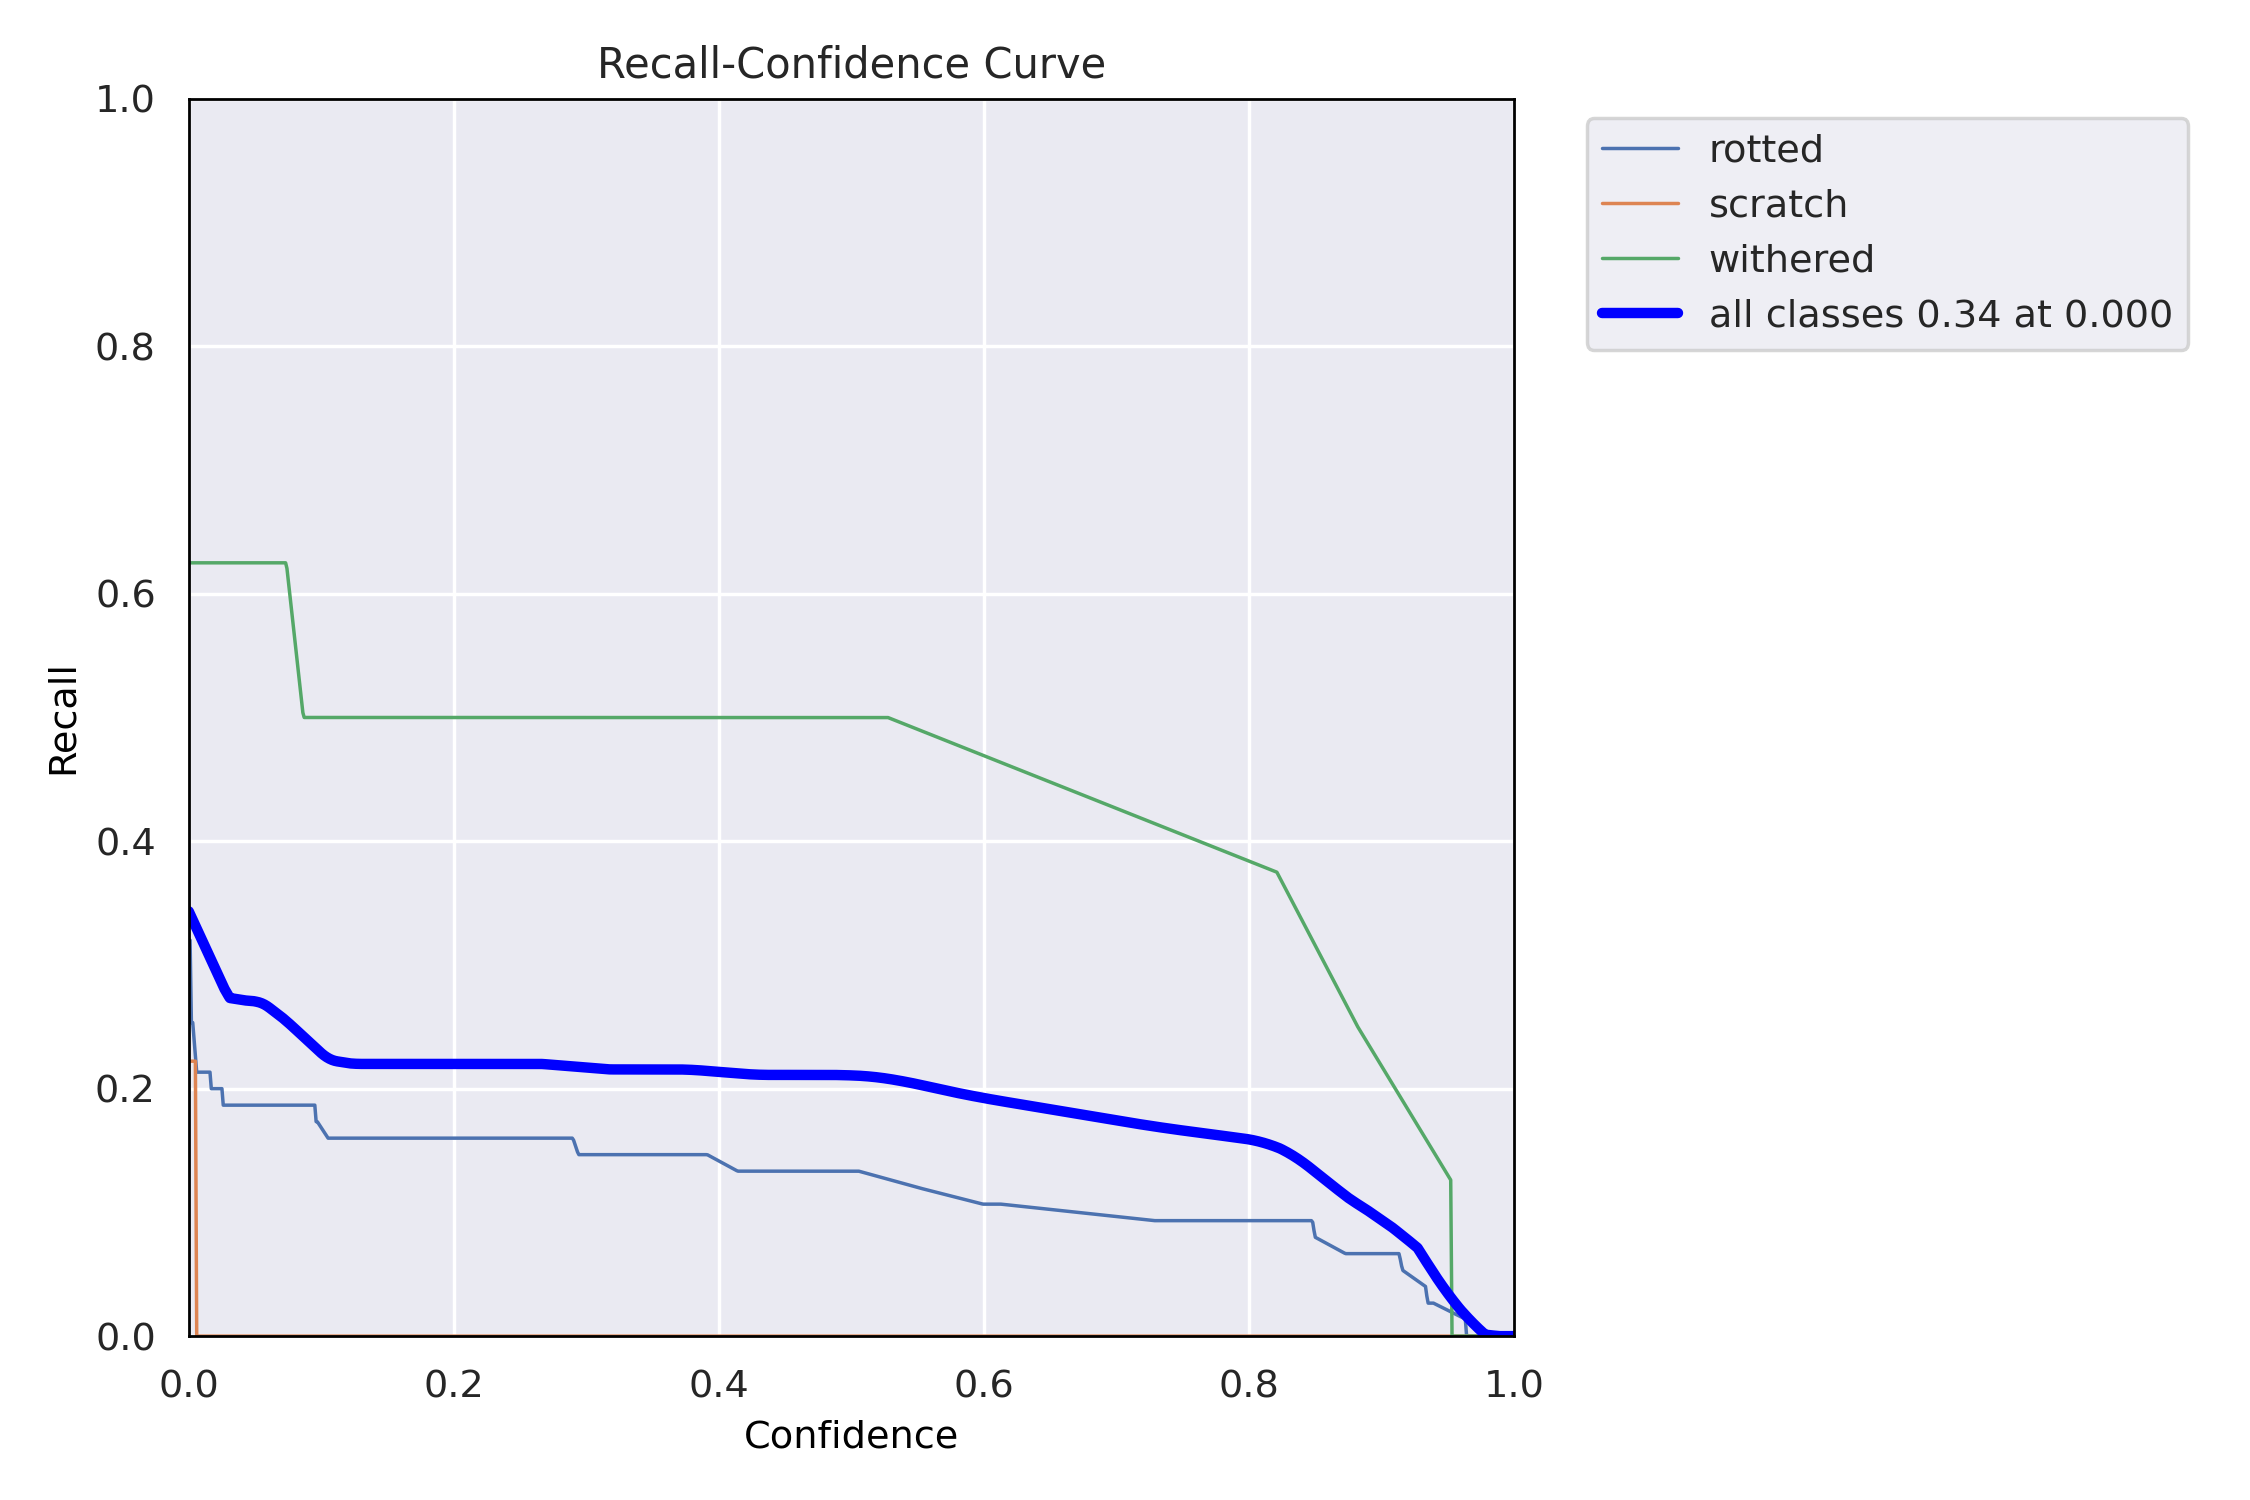 Recall-Confidence Curve
1.0
0.8
0.6
0.4
0.2
0.0
Recall
0.0 0.2 0.4 0.6 0.8 1.0
Confidence
rotted
scratch
withered
all classes 0.34 at 0.000